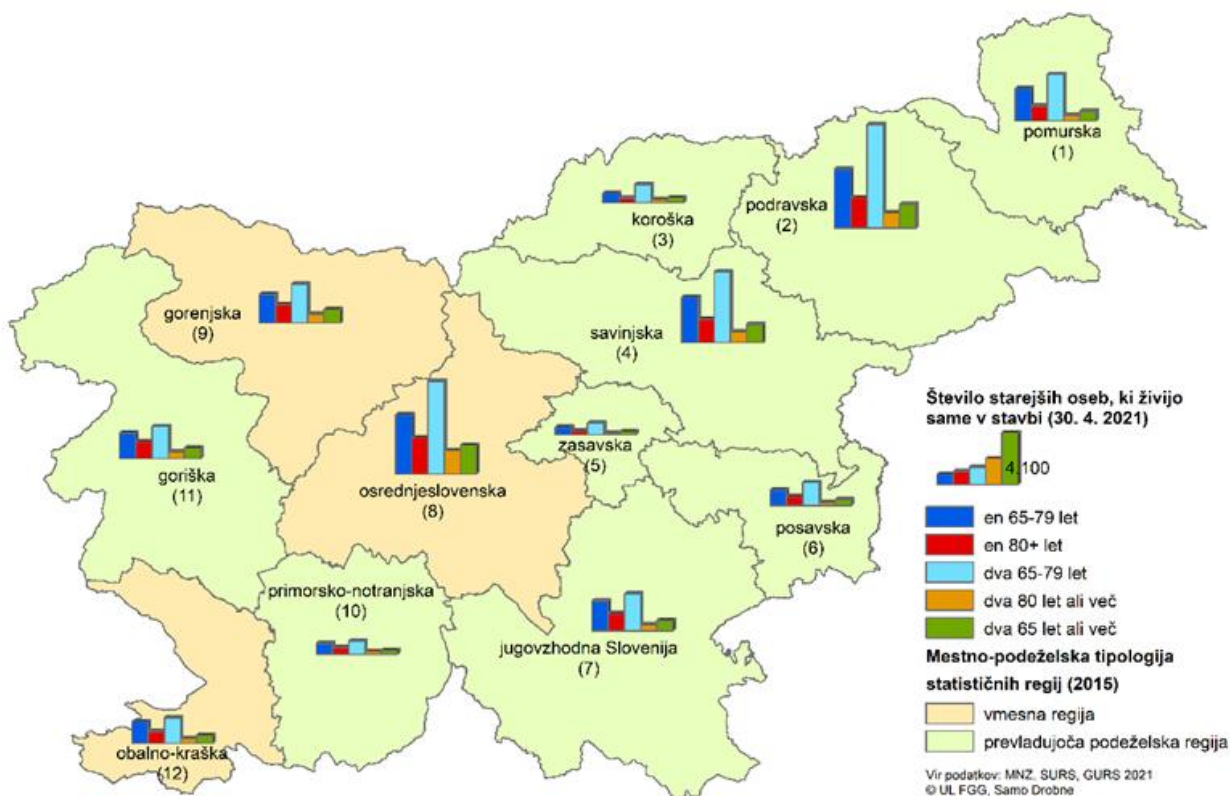 pomurska
(1)
podravska
(2)
koroška
(3)
gorenjska
(9)
savinjska
(4)
Število starejših oseb, ki živijo
same v stavbi (30. 4. 2021)
4,100
zasavska
(5)
goriška
(11)
osrednjeslovenska
(8)
posavska
(6)
primorsko-notranjska
(10)
jugovzhodna Slovenija
(7)
obalno-kraška
(12)
en 65-79 let
en 80+ let
dva 65-79 let
dva 80 let ali več
dva 65 let ali več
Mestno-podeželska tipologija
statističnih regij (2015)
vmesna regija
prevladujoča podeželska regija
Vir podatkov: MNZ, SURS, GURS 2021
© UL FGG, Samo Drobne